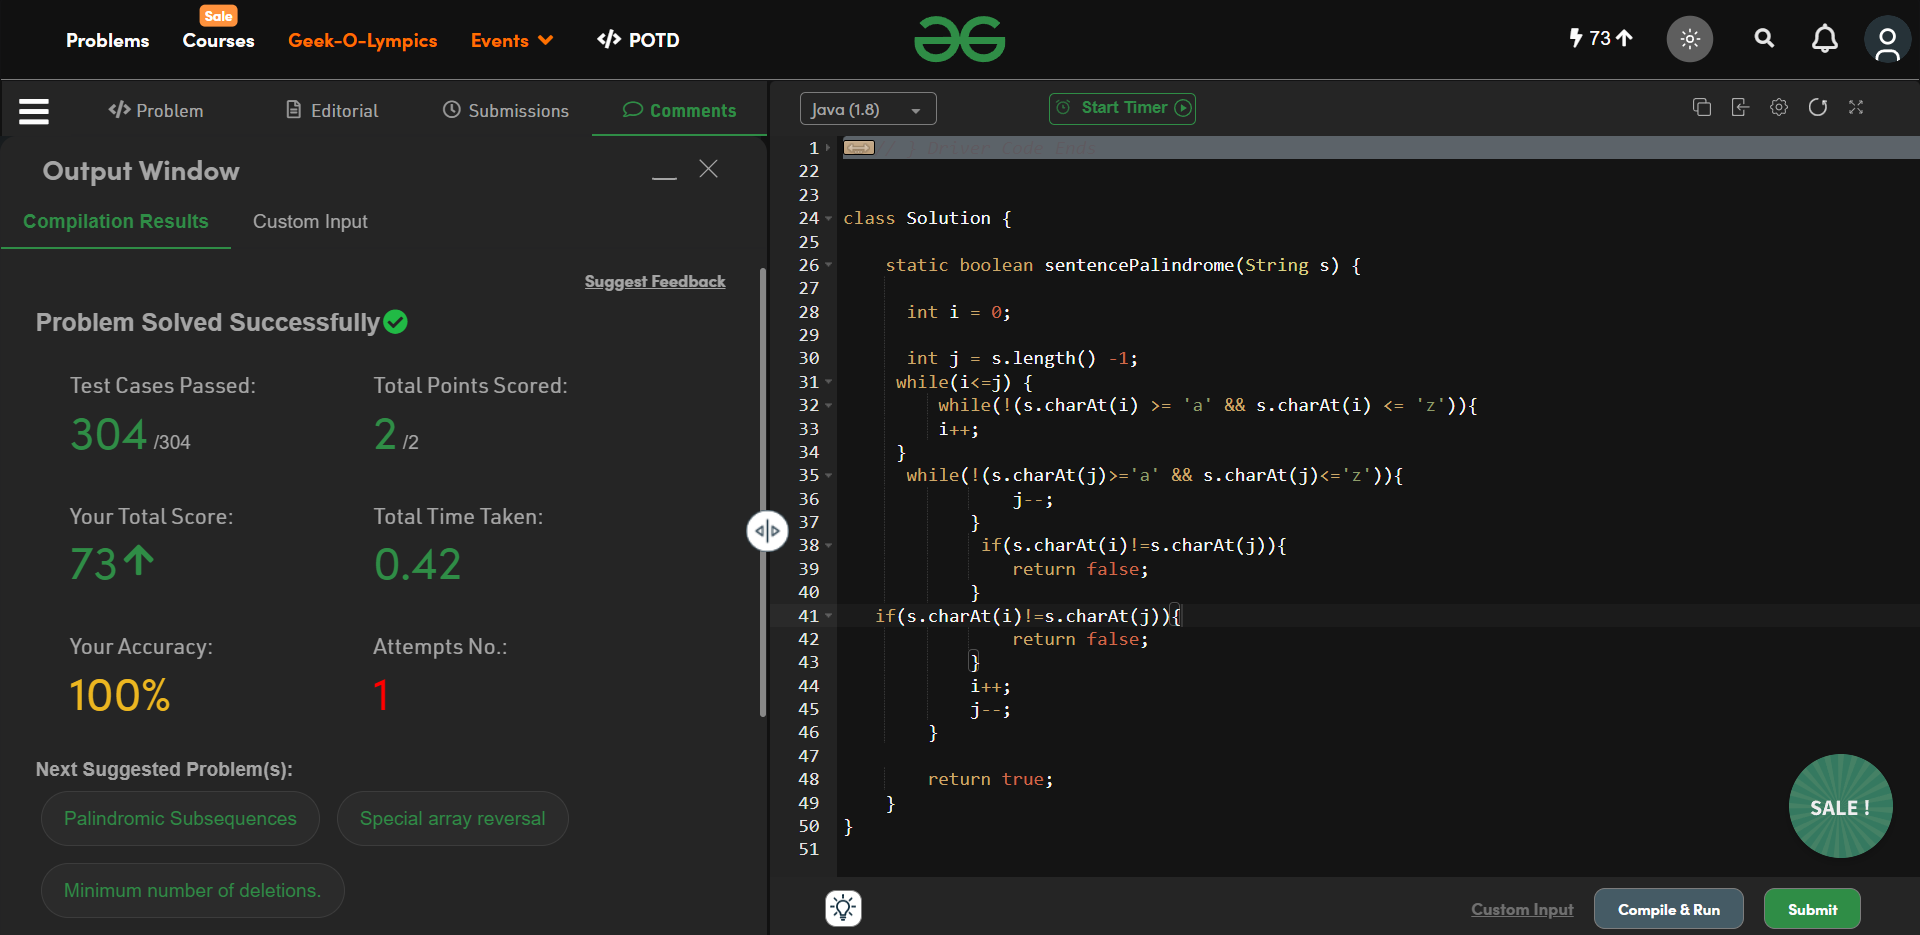 Sale
Problems Courses Geek-O-Lympics Events </> POTD 73
</> Problem Editorial Submissions Comments
Java (1.8) Start Timer
Output Window
Compilation Results Custom Input
Suggest Feedback
Problem Solved Successfully
Test Cases Passed: Total Points Scored:
304 /304 2 /2
Your Total Score: Total Time Taken:
73 0.42
Your Accuracy: Attempts No.:
100% 1
Next Suggested Problem(s):
Palindromic Subsequences Special array reversal
Minimum number of deletions.
1 // } Driver Code Ends
22
23
24 class Solution {
25
26 static boolean sentencePalindrome(String s) {
27
28 int i = 0;
29
30 int j = s.length() -1;
31 while(i<=j) {
32 while(!(s.charAt(i) >= 'a' && s.charAt(i) <= 'z')){
33 i++;
34 }
35 while(!(s.charAt(j)>='a' && s.charAt(j)<='z')){
36 j--;
37 }
38 if(s.charAt(i)!=s.charAt(j)){
39 return false;
40 }
41 if(s.charAt(i)!=s.charAt(j)){
42 return false;
43 }
44 i++;
45 j--;
46 }
47
48 return true;
49 }
50 }
51
SALE !
Custom Input Compile & Run Submit